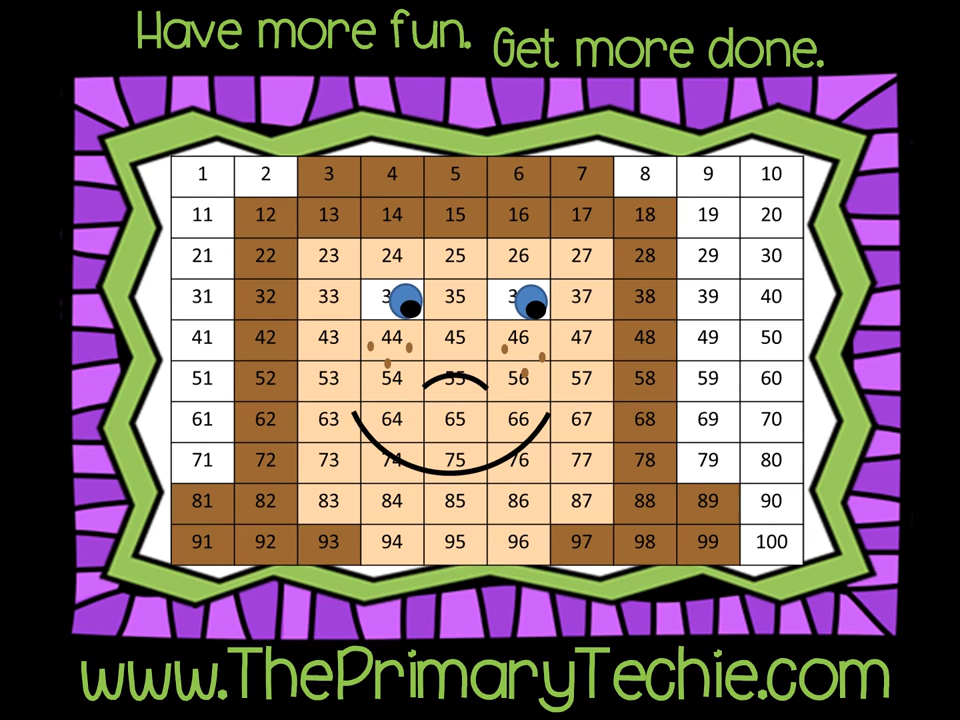 Have more fun. Get more done.
1 2 3 4 5 6 7 8 9 10
11 12 13 14 15 16 17 18 19 20
21 22 23 24 25 26 27 28 29 30
31 32 33 35 37 38 39 40
41 42 43 44 45 46 47 48 49 50
51 52 53 54 55 56 57 58 59 60
61 62 63 64 65 66 67 68 69 70
71 72 73 74 75 76 77 78 79 80
81 82 83 84 85 86 87 88 89 90
91 92 93 94 95 96 97 98 99 100
www.ThePrimaryTechie.com